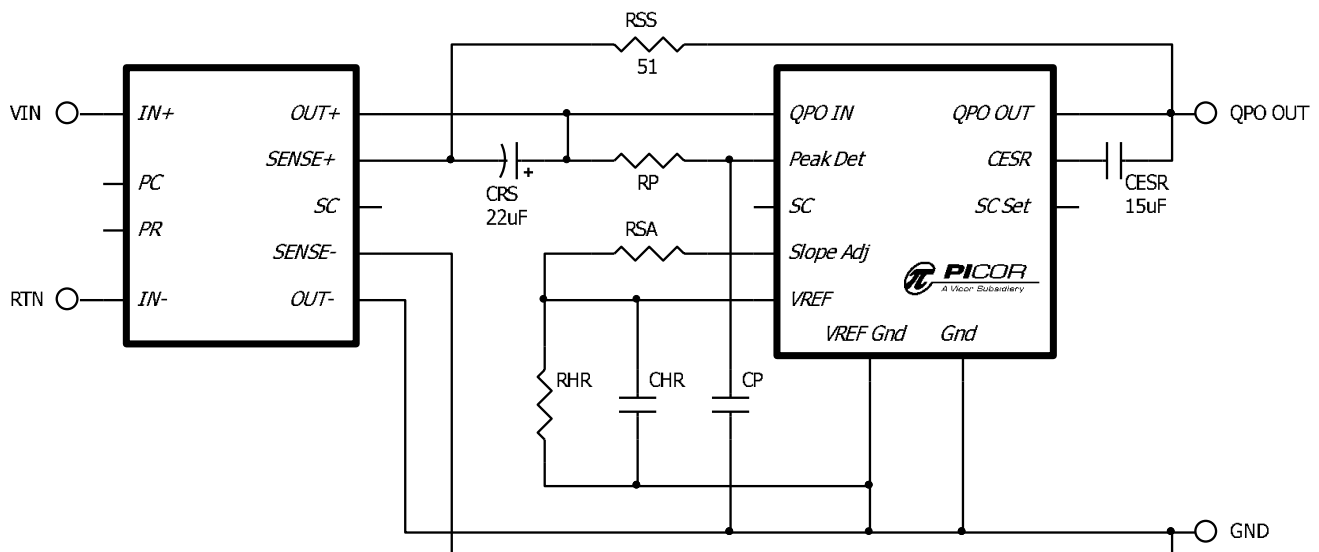 RSS
51
VIN
IN+
OUT+
QPO IN
QPO OUT
QPO OUT
SENSE+
Peak Det
CESR
PC
CRS
22uF
+
RP
CESR
15uF
SC
SC
SC Set
PR
RSA
SENSE-
Slope Adj
π PICOR
A Vicor Subsidiery
RTN
IN-
OUT-
VREF
VREF Gnd
Gnd
RHR
CHR
CP
GND